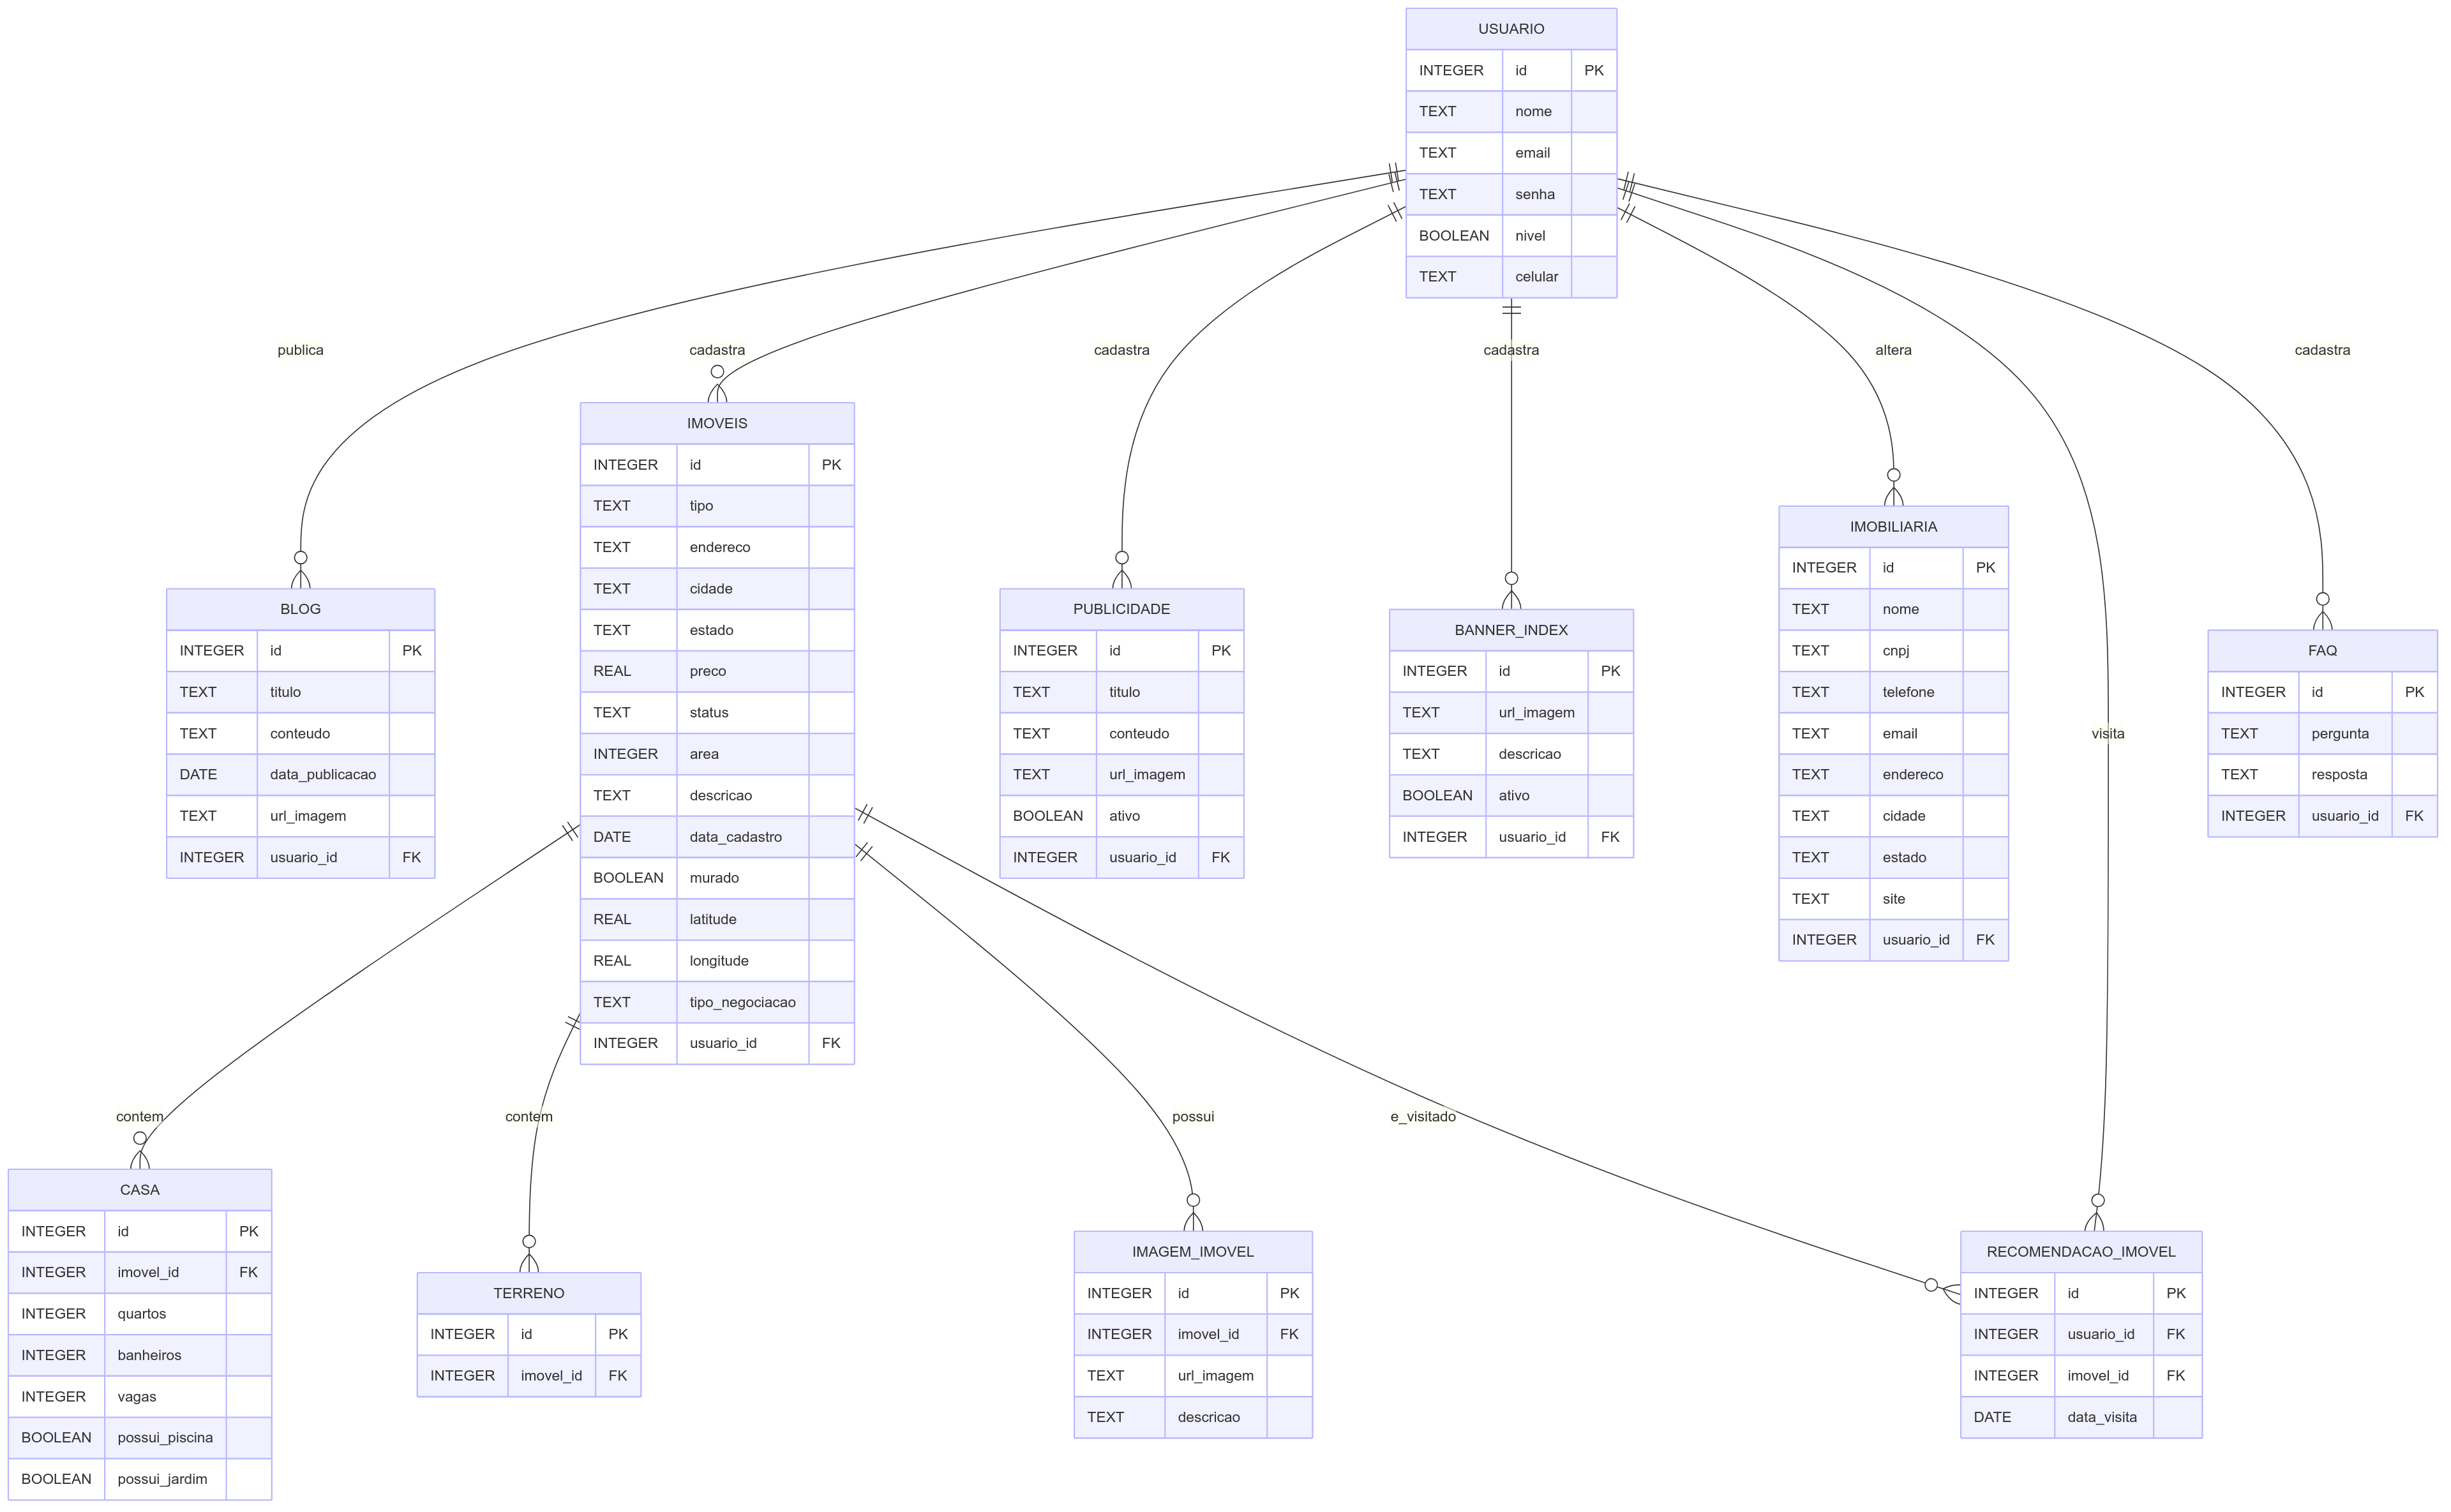 USUARIO
INTEGER id PK
TEXT nome
TEXT email
TEXT senha
BOOLEAN nivel
TEXT celular
publica
cadastra
cadastra
cadastra
altera
cadastra
visita
IMOVEIS
INTEGER id PK
TEXT tipo
TEXT endereco
TEXT cidade
TEXT estado
REAL preco
TEXT status
INTEGER area
TEXT descricao
DATE data_cadastro
BOOLEAN murado
REAL latitude
REAL longitude
TEXT tipo_negociacao
INTEGER usuario_id FK
BLOG
INTEGER id PK
TEXT titulo
TEXT conteudo
DATE data_publicacao
TEXT url_imagem
INTEGER usuario_id FK
PUBLICIDADE
INTEGER id PK
TEXT titulo
TEXT conteudo
TEXT url_imagem
BOOLEAN ativo
INTEGER usuario_id FK
BANNER_INDEX
INTEGER id PK
TEXT url_imagem
TEXT descricao
BOOLEAN ativo
INTEGER usuario_id FK
IMOBILIARIA
INTEGER id PK
TEXT nome
TEXT cnpj
TEXT telefone
TEXT email
TEXT endereco
TEXT cidade
TEXT estado
TEXT site
INTEGER usuario_id FK
FAQ
INTEGER id PK
TEXT pergunta
TEXT resposta
INTEGER usuario_id FK
contem
contem
possui
e_visitado
CASA
INTEGER id PK
INTEGER imovel_id FK
INTEGER quartos
INTEGER banheiros
INTEGER vagas
BOOLEAN possui_piscina
BOOLEAN possui_jardim
TERRENO
INTEGER id PK
INTEGER imovel_id FK
IMAGEM_IMOVEL
INTEGER id PK
INTEGER imovel_id FK
TEXT url_imagem
TEXT descricao
RECOMENDACAO_IMOVEL
INTEGER id PK
INTEGER usuario_id FK
INTEGER imovel_id FK
DATE data_visita